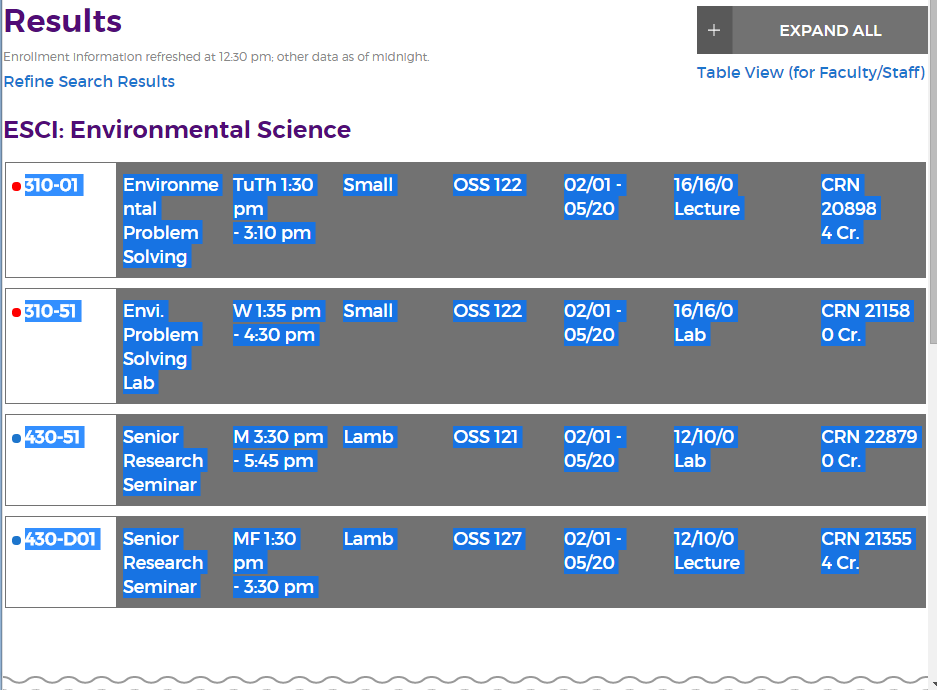 Results
+ EXPAND ALL
Enrollment information refreshed at 12:30 pm; other data as of midnight.
Table View (for Faculty/Staff)
Refine Search Results
ESCI: Environmental Science
310-01 Environme TuTh 1:30 Small OSS 122 02/01 - 16/16/0 CRN
ntal pm 05/20 Lecture 20898
Problem - 3:10 pm 4 Cr.
Solving
310-51 Envi. W 1:35 pm Small OSS 122 02/01 - 16/16/0 CRN 21158
Problem - 4:30 pm 05/20 Lab 0 Cr.
Solving
Lab
430-51 Senior M 3:30 pm Lamb OSS 121 02/01 - 12/10/0 CRN 22879
Research - 5:45 pm 05/20 Lab 0 Cr.
Seminar
430-D01 Senior MF 1:30 Lamb OSS 127 02/01 - 12/10/0 CRN 21355
Research pm 05/20 Lecture 4 Cr.
Seminar - 3:30 pm